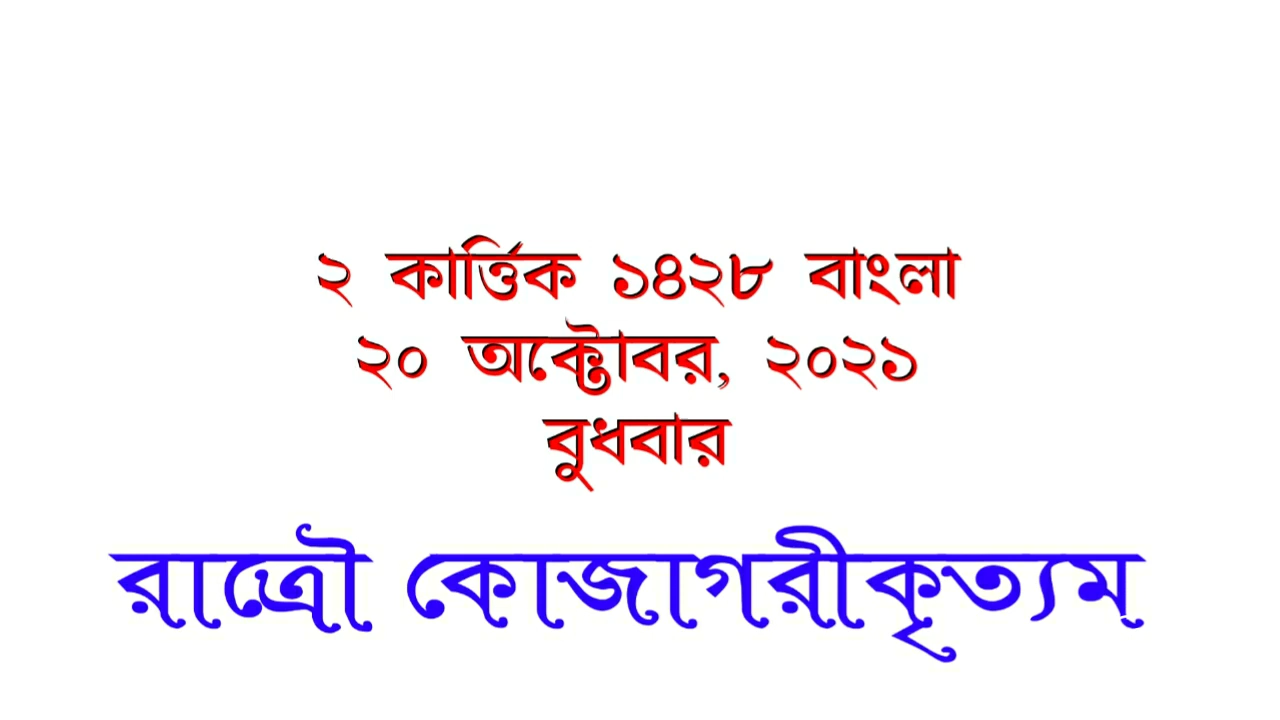 ২ কার্ত্তিক ১৪২৮ বাংলা
২০ অক্টোবর, ২০২১
বুধবার
রাত্রৌ কোজাগরীকৃত্যম্